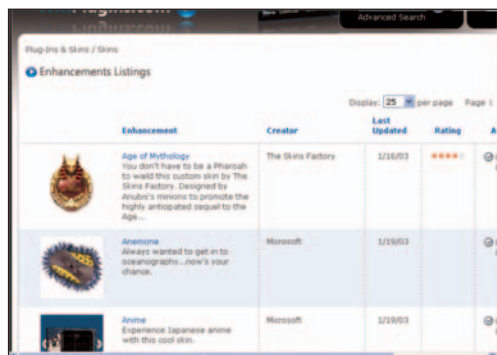 Advanced Search
Plug-Ins & Skins / Skins
Enhancements Listings
Display: 25 per page Page 1
Enhancement Creator Last Updated Rating
Age of Mythology The Skins Factory 1/16/03
You don't have to be a Pharoah
to wield this custom skin by The
Skins Factory. Designed by
Anubis's minions to promote the
highly anticipated sequel to the
Age...
Anemone Microsoft 1/19/03
Always wanted to get in to
oceanography...now's your
chance.
Anime Microsoft 1/19/03
Experience Japanese anime
with this cool skin.